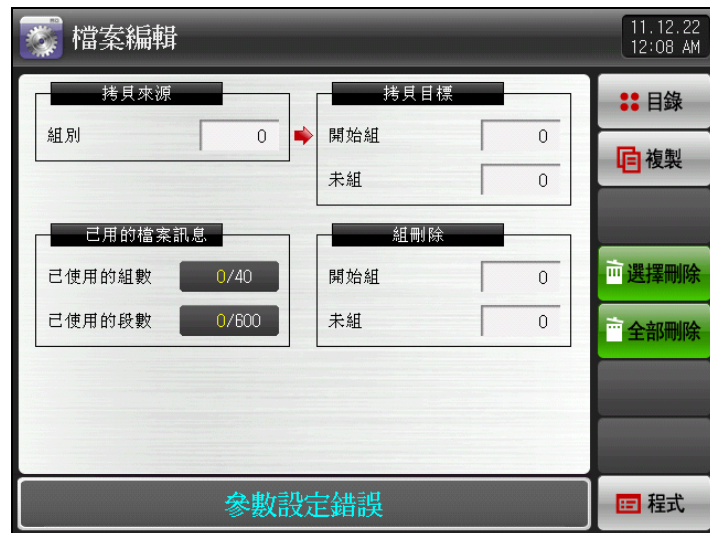 檔案編輯
11.12.22
12:08 AM
拷貝來源
組別 0
拷貝目標
開始組 0
未組 0
已用的檔案訊息
已使用的組數 0/40
已使用的段數 0/600
組刪除
開始組 0
未組 0
目錄
複製
選擇刪除
全部刪除
參數設定錯誤
程式